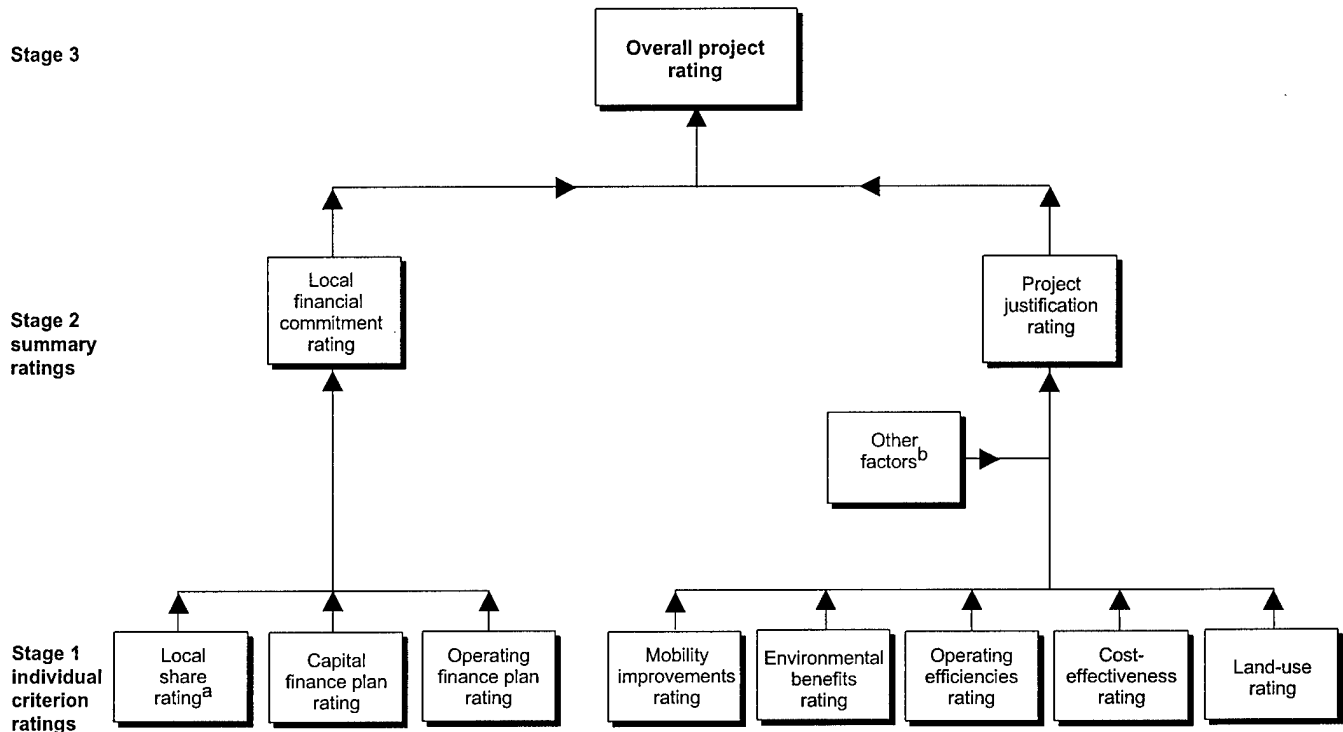 Stage 3
Overall project
rating
Stage 2
summary
ratings
Local
financial
commitment
rating
Project
justification
rating
Other
factorsb
Stage 1
individual
criterion
ratings
Local
share
ratinga
Capital
finance plan
rating
Operating
finance plan
rating
Mobility
improvements
rating
Environmental
benefits
rating
Operating
efficiencies
rating
Cost-
effectiveness
rating
Land-use
rating